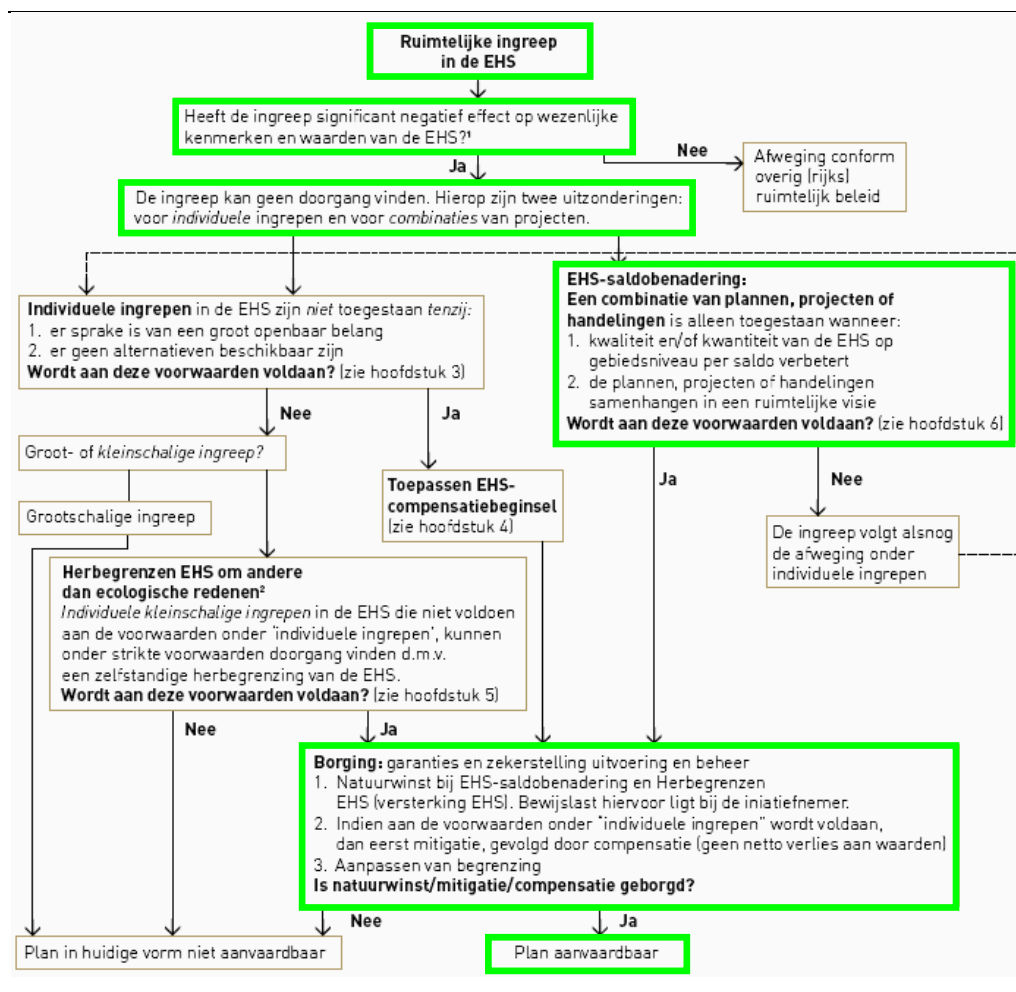 Ruimtelijke ingreep
in de EHS
Heeft de ingreep significant negatief effect op wezenlijke
kenmerken en waarden van de EHS?¹
Nee
Afweging conform
overig (rijks)
ruimtelijk beleid
Ja
De ingreep kan geen doorgang vinden. Hierop zijn twee uitzonderingen:
voor individuele ingrepen en voor combinaties van projecten.
Individuele ingrepen in de EHS zijn niet toegestaan tenzij:
1. er sprake is van een groot openbaar belang
2. er geen alternatieven beschikbaar zijn
Wordt aan deze voorwaarden voldaan? (zie hoofdstuk 3)
EHS-saldobenadering:
Een combinatie van plannen, projecten of
handelingen is alleen toegestaan wanneer:
1. kwaliteit en/of kwantiteit van de EHS op
gebiedsniveau per saldo verbetert
2. de plannen, projecten of handelingen
samenhangen in een ruimtelijke visie
Wordt aan deze voorwaarden voldaan? (zie hoofdstuk 6)
Nee
Ja
Groot- of kleinschalige ingreep?
Grootschalige ingreep
Toepassen EHS-
compensatiebeginsel
(zie hoofdstuk 4)
Ja
Nee
De ingreep volgt alsnog
de afweging onder
individuele ingrepen
Herbegrenzen EHS om andere
dan ecologische redenen²
Individuele kleinschalige ingrepen in de EHS die niet voldoen
aan de voorwaarden onder 'individuele ingrepen', kunnen
onder strikte voorwaarden doorgang vinden d.m.v.
een zelfstandige herbegrenzing van de EHS.
Wordt aan deze voorwaarden voldaan? (zie hoofdstuk 5)
Nee
Ja
Borging: garanties en zekerstelling uitvoering en beheer
1. Natuurwinst bij EHS-saldobenadering en Herbegrenzen
EHS (versterking EHS). Bewijslast hiervoor ligt bij de iniatiefnemer.
2. Indien aan de voorwaarden onder "individuele ingrepen" wordt voldaan,
dan eerst mitigatie, gevolgd door compensatie (geen netto verlies aan waarden)
3. Aanpassen van begrenzing
Is natuurwinst/mitigatie/compensatie geborgd?
Nee
Ja
Plan in huidige vorm niet aanvaardbaar
Plan aanvaardbaar